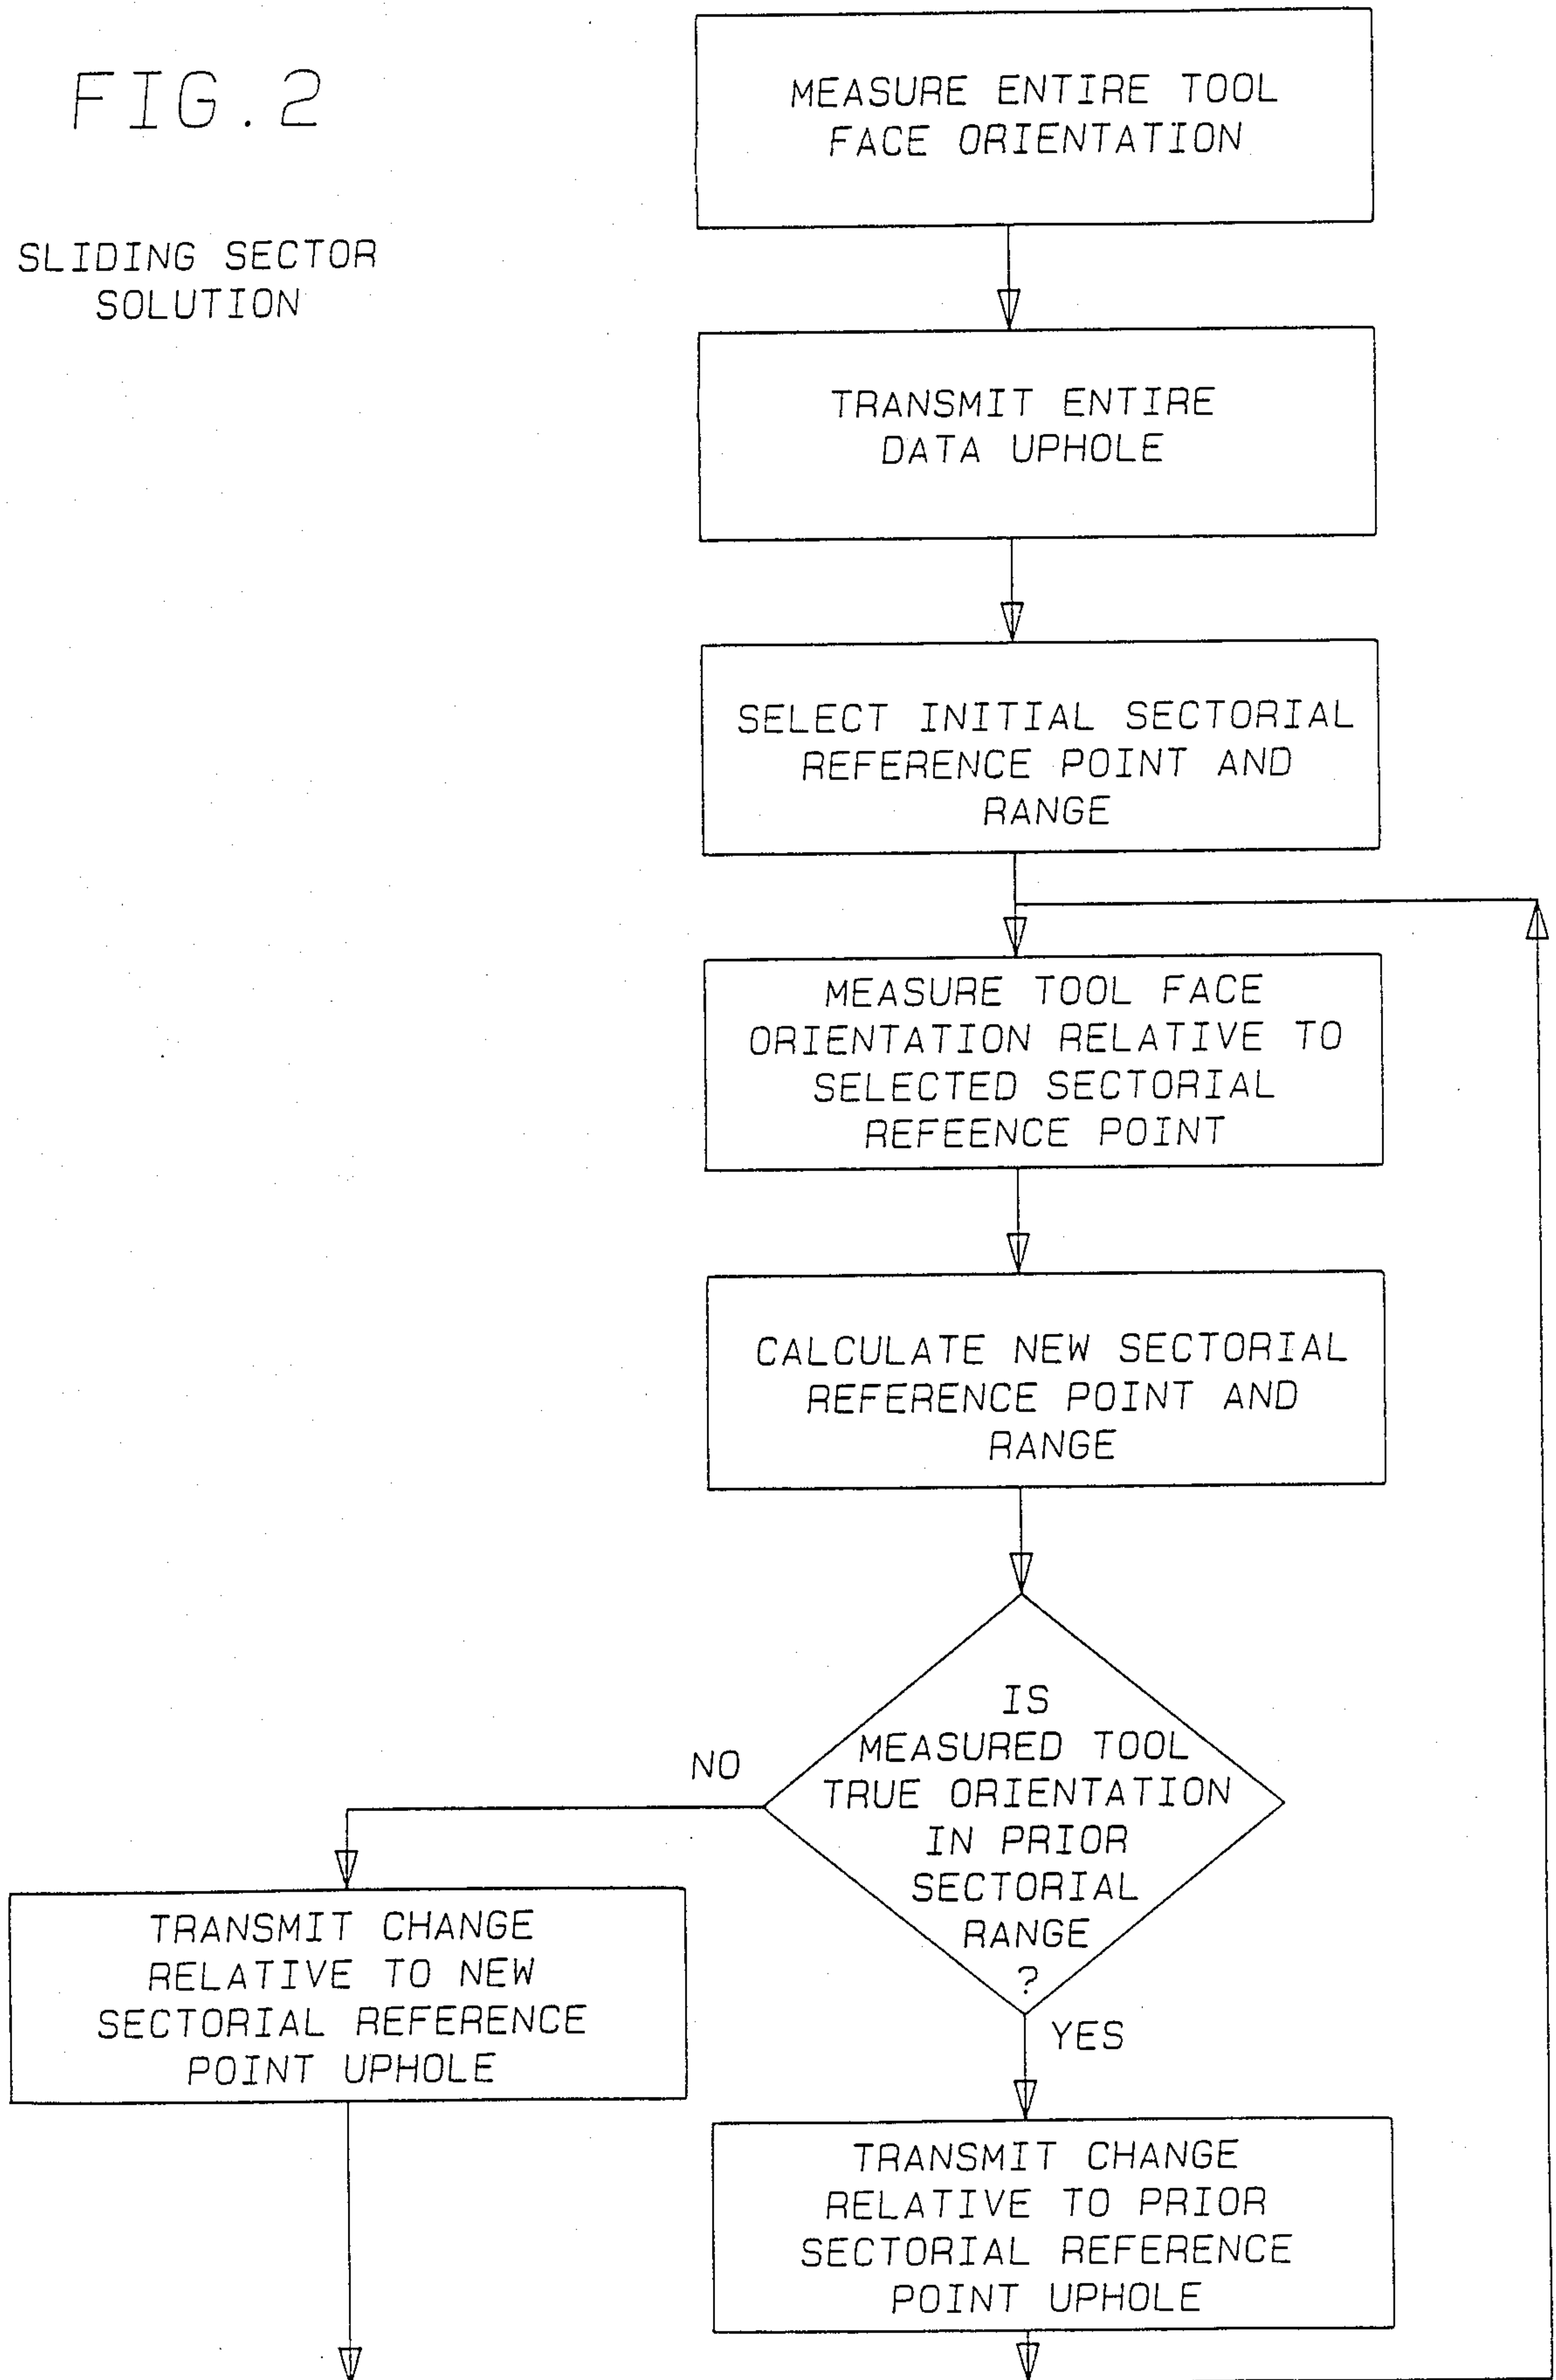 FIG. 2
SLIDING SECTOR
SOLUTION
MEASURE ENTIRE TOOL
FACE ORIENTATION
TRANSMIT ENTIRE
DATA UPHOLE
SELECT INITIAL SECTORIAL
REFERENCE POINT AND
RANGE
MEASURE TOOL FACE
ORIENTATION RELATIVE TO
SELECTED SECTORIAL
REFEENCE POINT
CALCULATE NEW SECTORIAL
REFERENCE POINT AND
RANGE
IS
MEASURED TOOL
TRUE ORIENTATION
IN PRIOR
SECTORIAL
RANGE
?
NO
YES
TRANSMIT CHANGE
RELATIVE TO NEW
SECTORIAL REFERENCE
POINT UPHOLE
TRANSMIT CHANGE
RELATIVE TO PRIOR
SECTORIAL REFERENCE
POINT UPHOLE